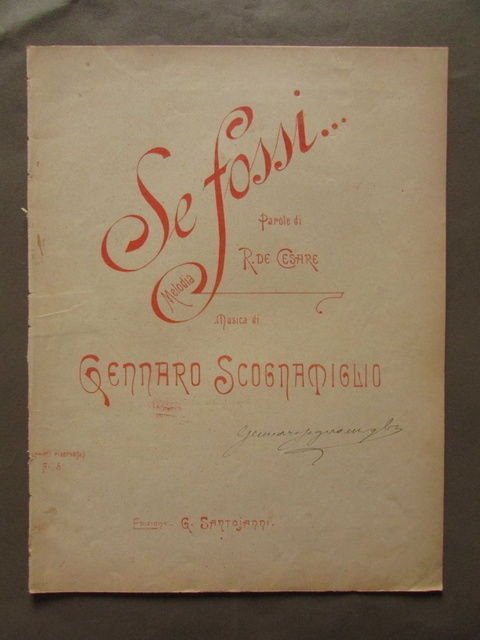 Se fossi...
Parole di
R. DE CESARE
Melodia
Musica di
GENNARO SCOGNAMIGLIO
Edizione - G. SANTOJANNI.